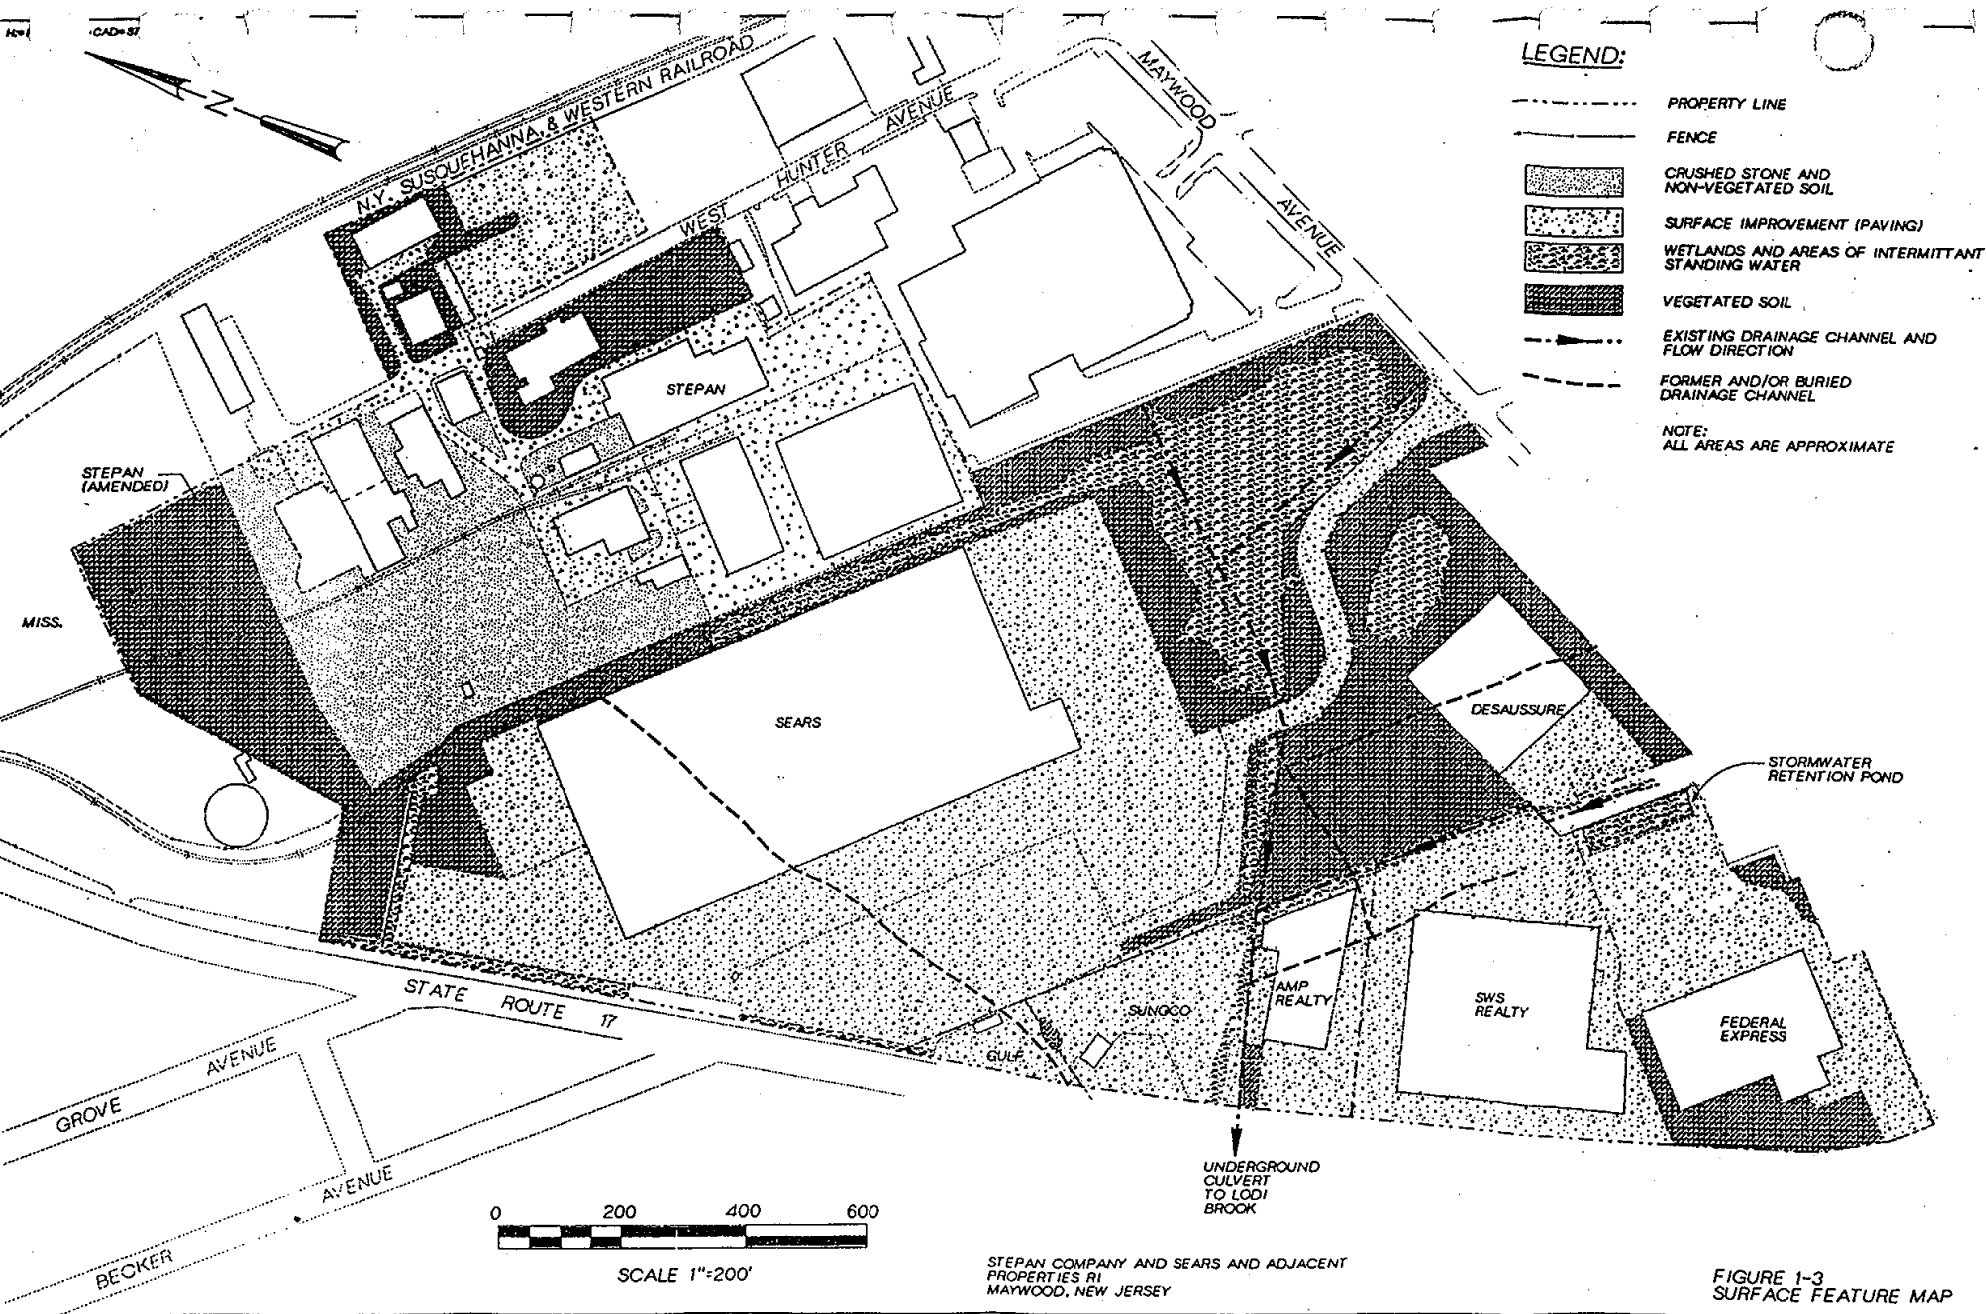 CAD=57
N
N.Y. SUSQUEHANNA & WESTERN RAILROAD
WEST HUNTER AVENUE
MAYWOOD AVENUE
LEGEND:
PROPERTY LINE
FENCE
CRUSHED STONE AND
NON-VEGETATED SOIL
SURFACE IMPROVEMENT (PAVING)
WETLANDS AND AREAS OF INTERMITTANT
STANDING WATER
VEGETATED SOIL
EXISTING DRAINAGE CHANNEL AND
FLOW DIRECTION
FORMER AND/OR BURIED
DRAINAGE CHANNEL
NOTE:
ALL AREAS ARE APPROXIMATE
STEPAN
STEPAN
(AMENDED)
MISS.
SEARS
DESAUSSURE
STORMWATER
RETENTION POND
STATE ROUTE 17
SUNOCO
GULF
AMP
REALTY
SWS
REALTY
FEDERAL
EXPRESS
GROVE AVENUE
BECKER AVENUE
UNDERGROUND
CULVERT
TO LODI
BROOK
0 200 400 600
SCALE 1"=200'
STEPAN COMPANY AND SEARS AND ADJACENT
PROPERTIES RI
MAYWOOD, NEW JERSEY
FIGURE 1-3
SURFACE FEATURE MAP